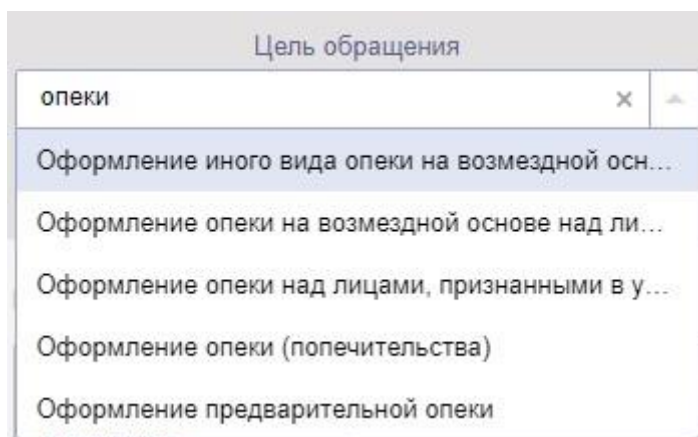 Цель обращения
опеки
Оформление иного вида опеки на возмездной осн...
Оформление опеки на возмездной основе над ли...
Оформление опеки над лицами, признанными в у...
Оформление опеки (попечительства)
Оформление предварительной опеки